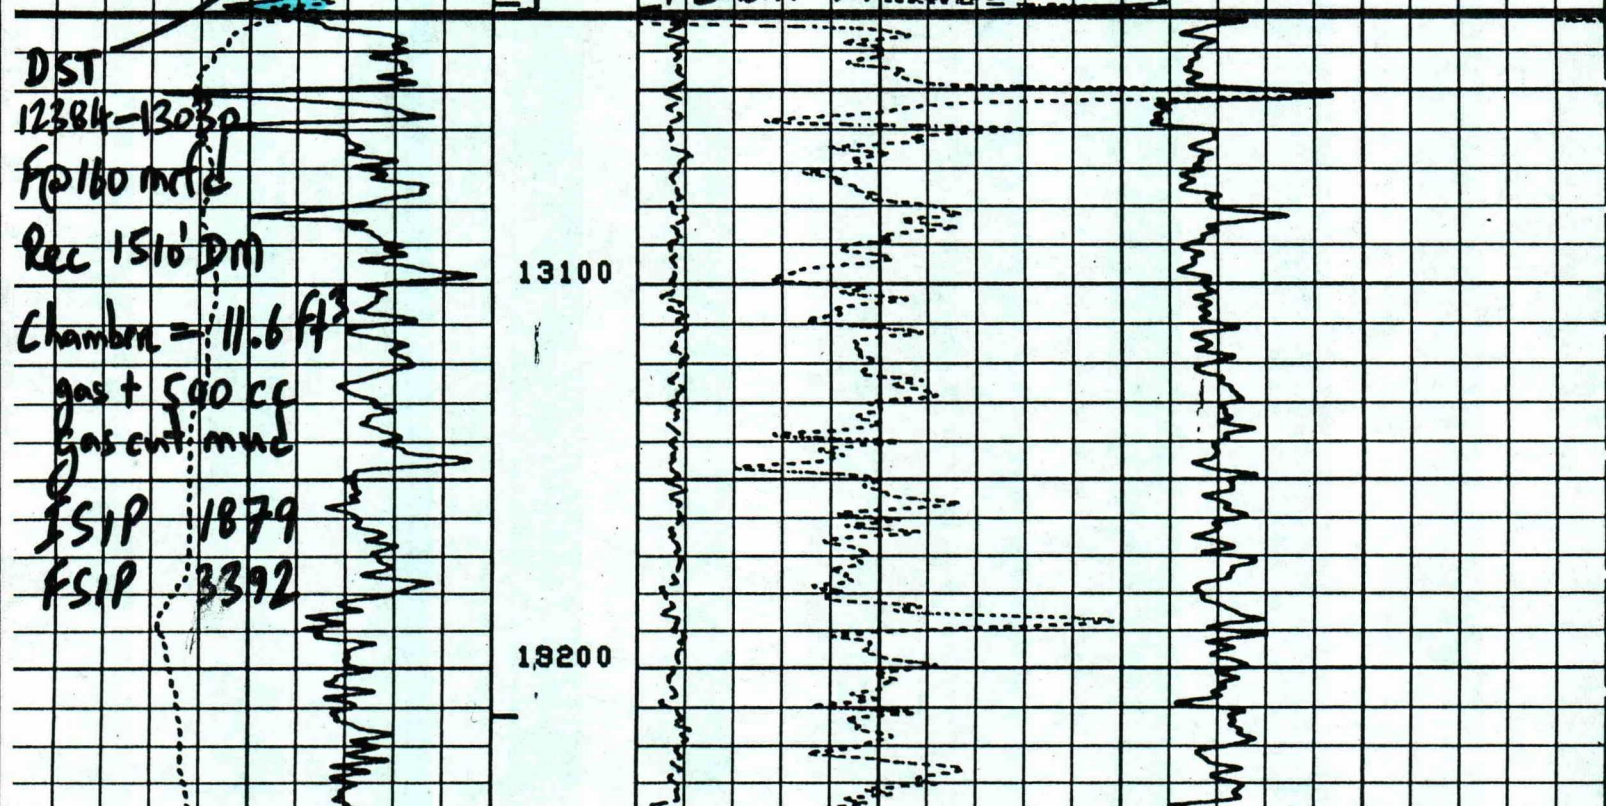 DST
12384-13030
F@160 mcfd
Rec 1510' DM
Chamber = 11.6 ft³
gas + 500 cc
gas cut mud
ISIP 1879
FSIP 3392
13100
13200